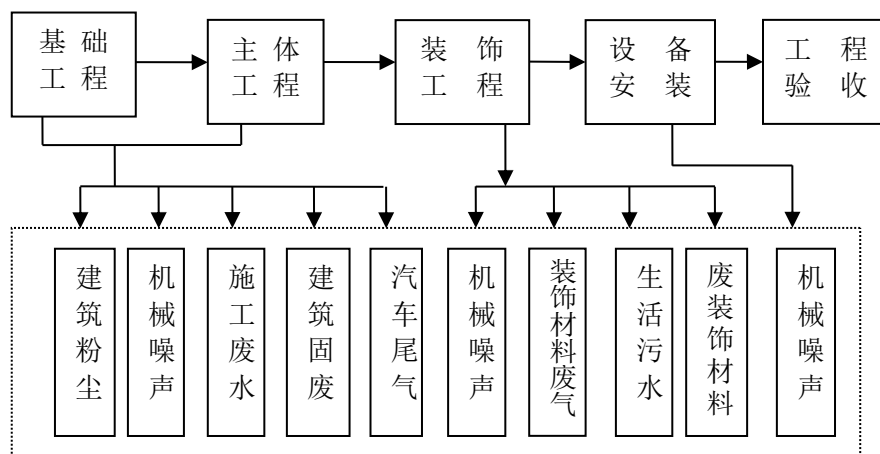 基础
工程
主体
工程
装饰
工程
设备
安装
工程
验收
建筑粉尘
机械噪声
施工废水
建筑固废
汽车尾气
机械噪声
装饰材料废气
生活污水
废装饰材料
机械噪声